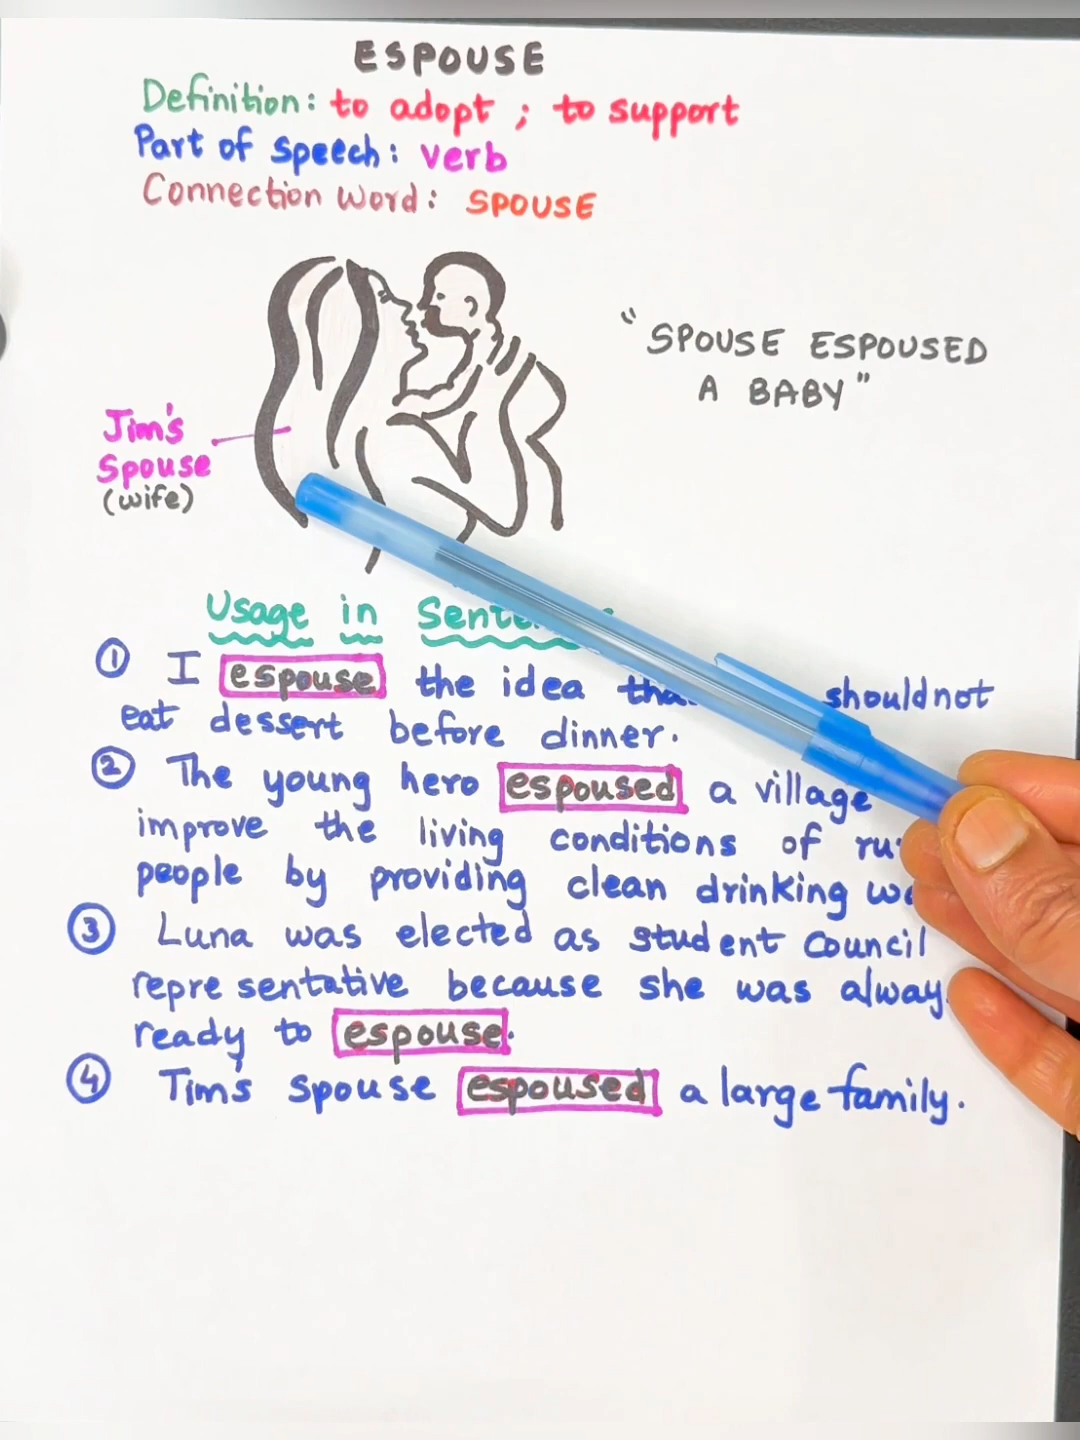 ESPOUSE
Definition: to adopt ; to support
Part of speech: verb
Connection word: SPOUSE
"SPOUSE ESPOUSED
A BABY"
Jim's
Spouse
(wife)
Usage in
① I espouse the idea should not
eat dessert before dinner.
② The young hero espoused a village
improve the living conditions of
people by providing clean drinking
③ Luna was elected as student council
representative because she was
ready to espouse.
④ Tim's spouse espoused a large family.